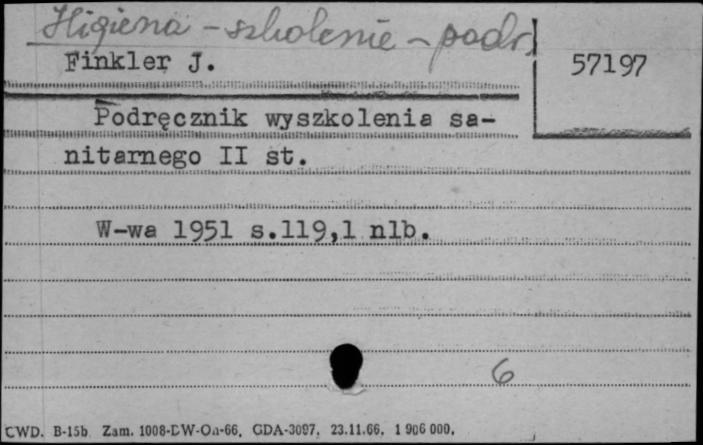 Higiena - szkolenie - podr.
Finkler J.
57197
Podręcznik wyszkolenia sa-
nitarnego II st.
W-wa 1951 s.119,1 nlb.
6
CWD. B-15b. Zam. 1008-DW-Oa-66. GDA-3097. 23.11.66. 1 906 000.